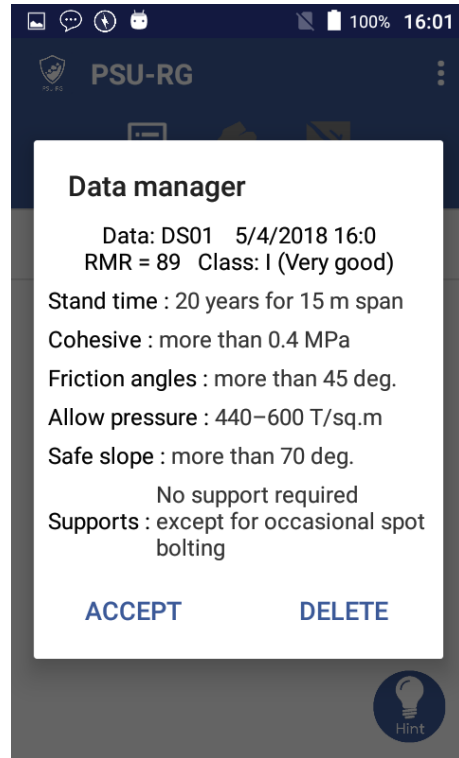 100% 16:01
PSU-RG
PSU-RG
Data manager
Data: DS01 5/4/2018 16:0
RMR = 89 Class: I (Very good)
Stand time : 20 years for 15 m span
Cohesive : more than 0.4 MPa
Friction angles : more than 45 deg.
Allow pressure : 440–600 T/sq.m
Safe slope : more than 70 deg.
No support required
Supports : except for occasional spot
bolting
ACCEPT DELETE
Hint